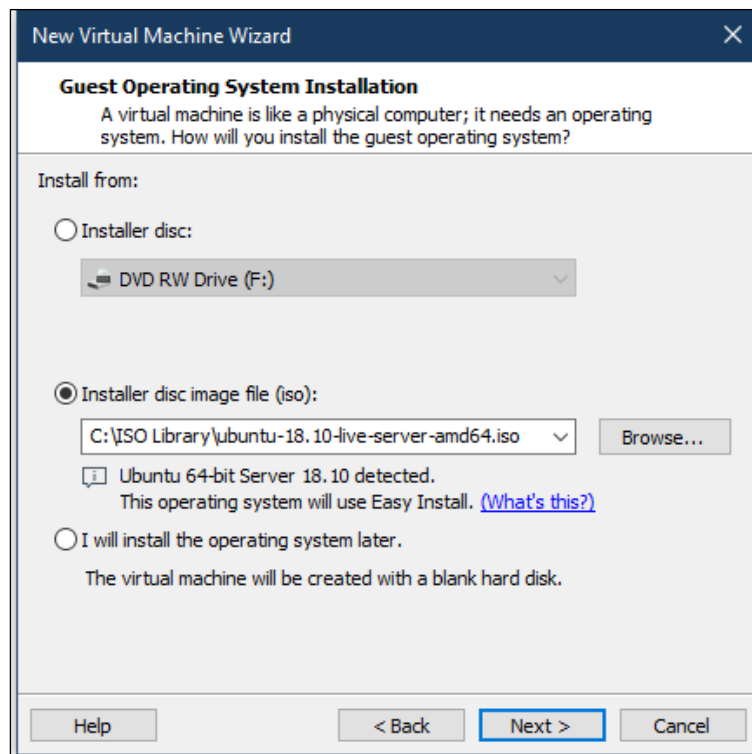 New Virtual Machine Wizard
Guest Operating System Installation
A virtual machine is like a physical computer; it needs an operating
system. How will you install the guest operating system?
Install from:
Installer disc:
DVD RW Drive (F:)
Installer disc image file (iso):
C:\ISO Library\ubuntu-18.10-live-server-amd64.iso
Browse...
Ubuntu 64-bit Server 18.10 detected.
This operating system will use Easy Install. (What's this?)
I will install the operating system later.
The virtual machine will be created with a blank hard disk.
Help
< Back
Next >
Cancel